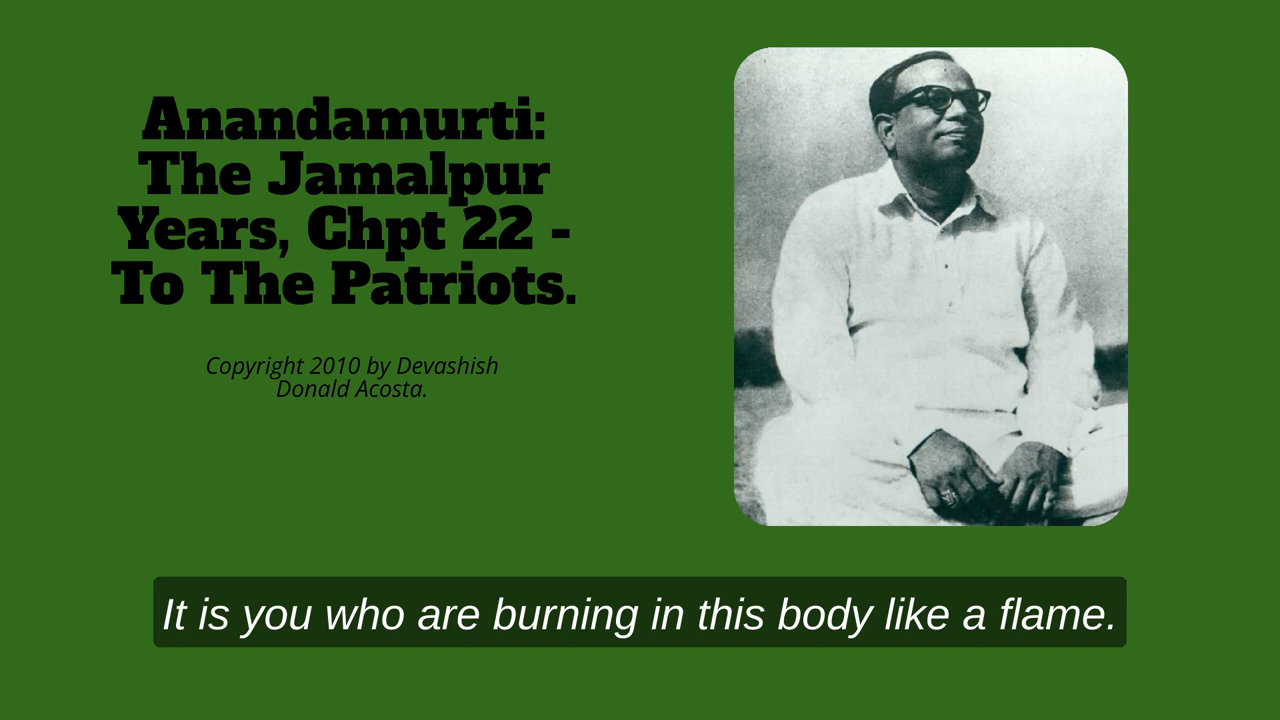 Anandamurti:
The Jamalpur
Years, Chpt 22 -
To The Patriots.
Copyright 2010 by Devashish
Donald Acosta.
It is you who are burning in this body like a flame.